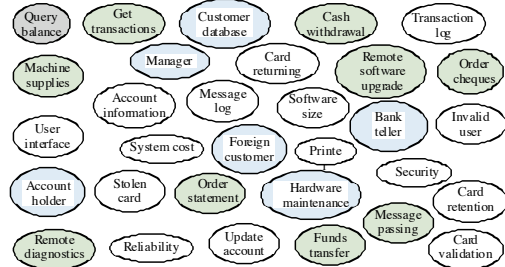 Query
balance
Get
transactions
Customer
database
Cash
withdrawal
Transaction
log
Machine
supplies
Manager
Card
returning
Remote
software
upgrade
Order
cheques
Account
information
Message
log
Software
size
Bank
teller
Invalid
user
User
interface
System cost
Foreign
customer
Printe
Security
Account
holder
Stolen
card
Order
statement
Hardware
maintenance
Card
retention
Message
passing
Remote
diagnostics
Reliability
Update
account
Funds
transfer
Card
validation